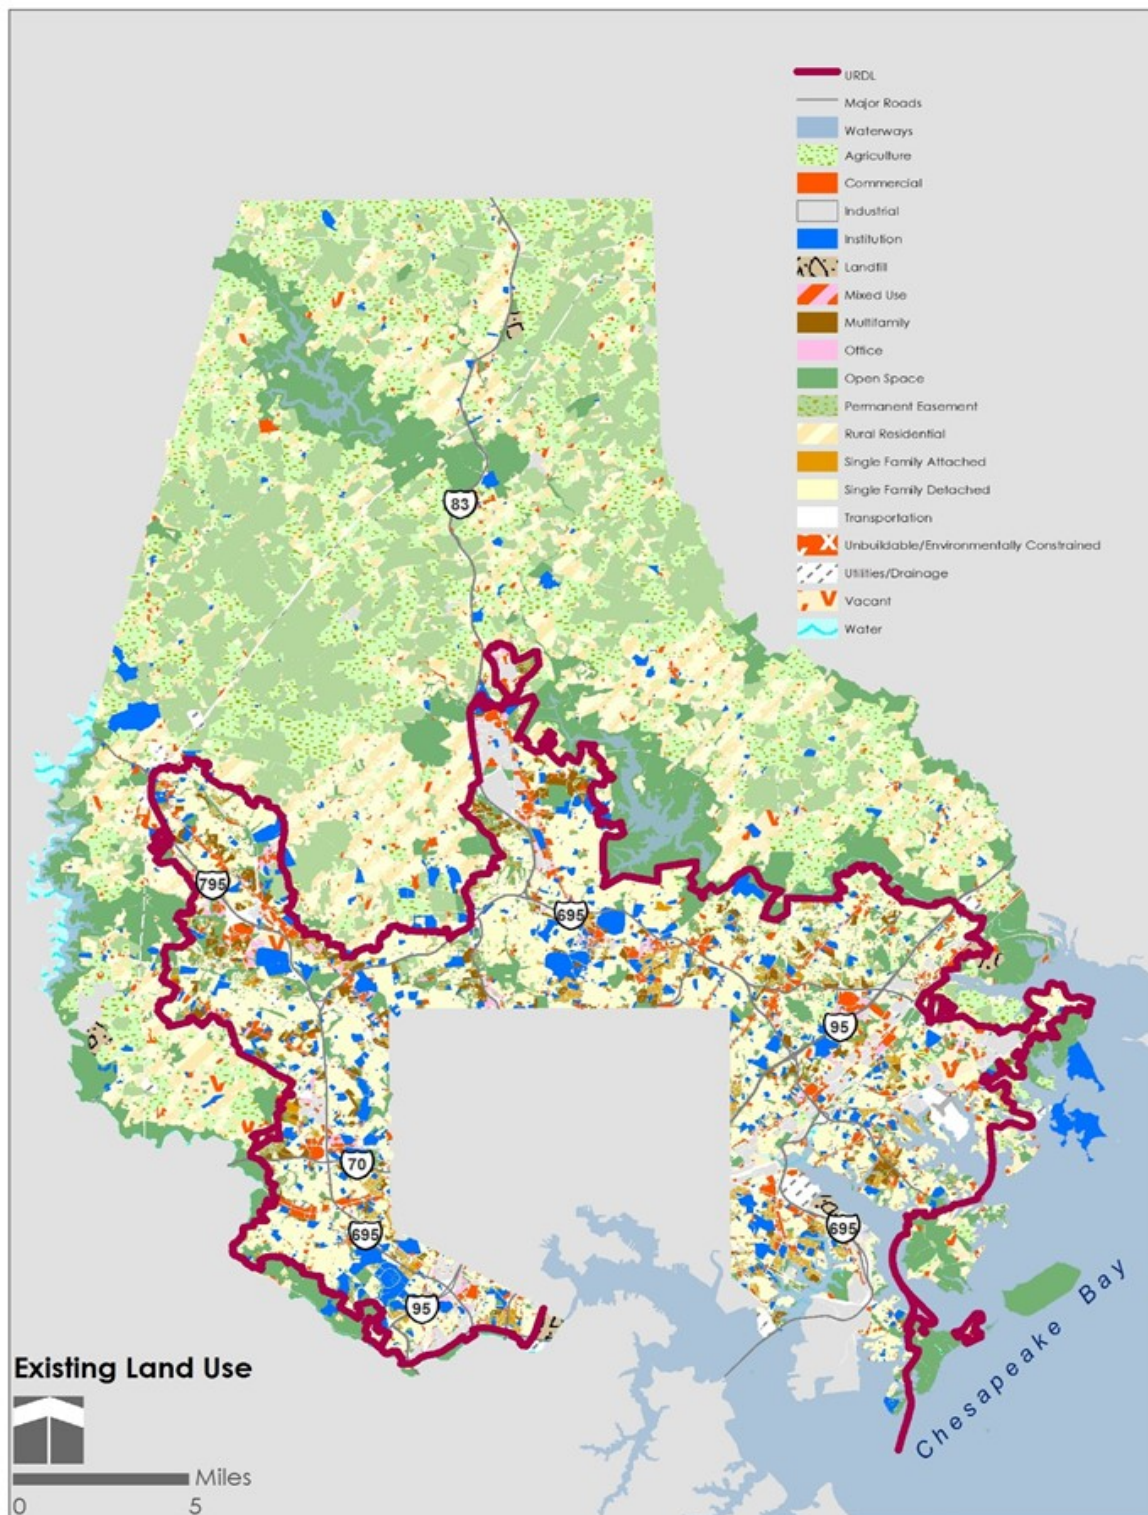 URDL
Major Roads
Waterways
Agriculture
Commercial
Industrial
Institution
Landfill
Mixed Use
Multifamily
Office
Open Space
Permanent Easement
Rural Residential
Single Family Attached
Single Family Detached
Transportation
Unbuildable/Environmentally Constrained
Utilities/Drainage
Vacant
Water
83
795
695
95
70
695
695
95
Chesapeake Bay
Existing Land Use
Miles
0 5